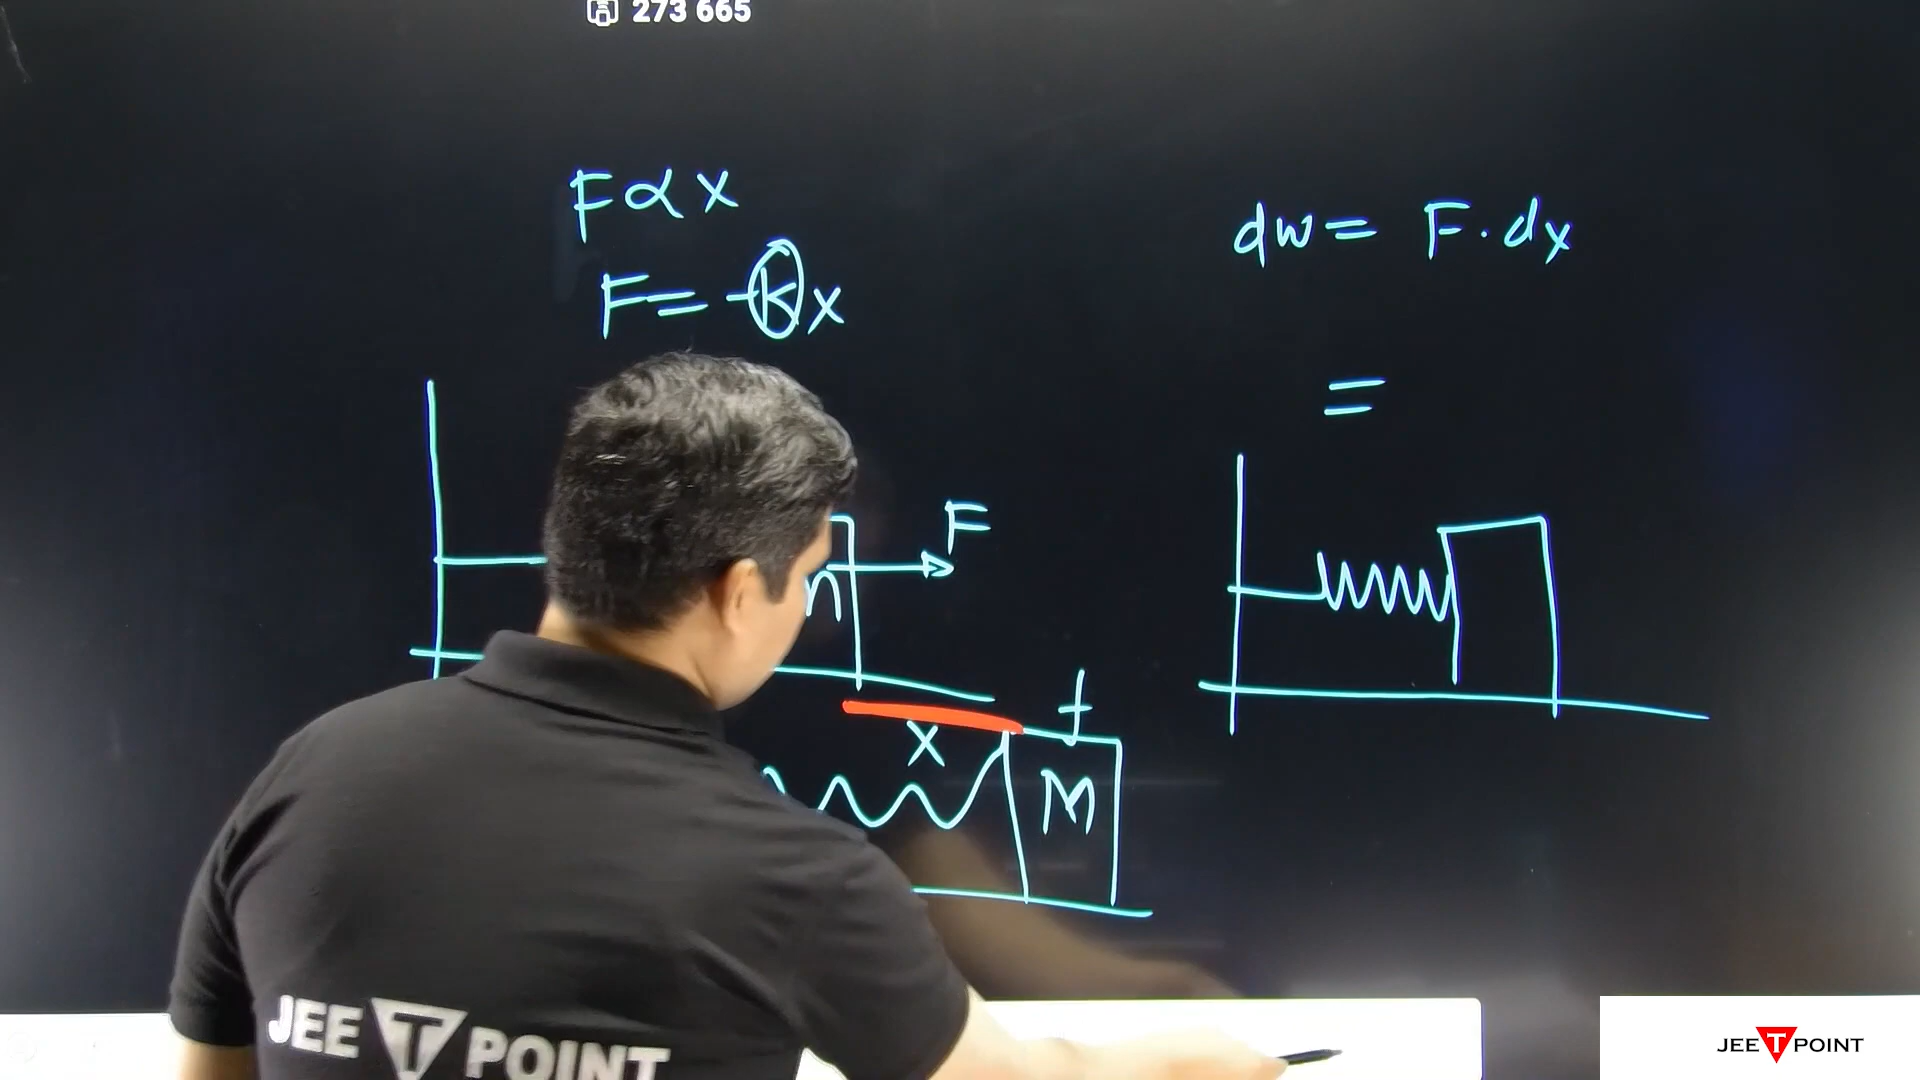 273 665
F ∝ x
F = -kx
dw = F · dx
=
F
n
x
M
JEE T POINT
JEE T POINT